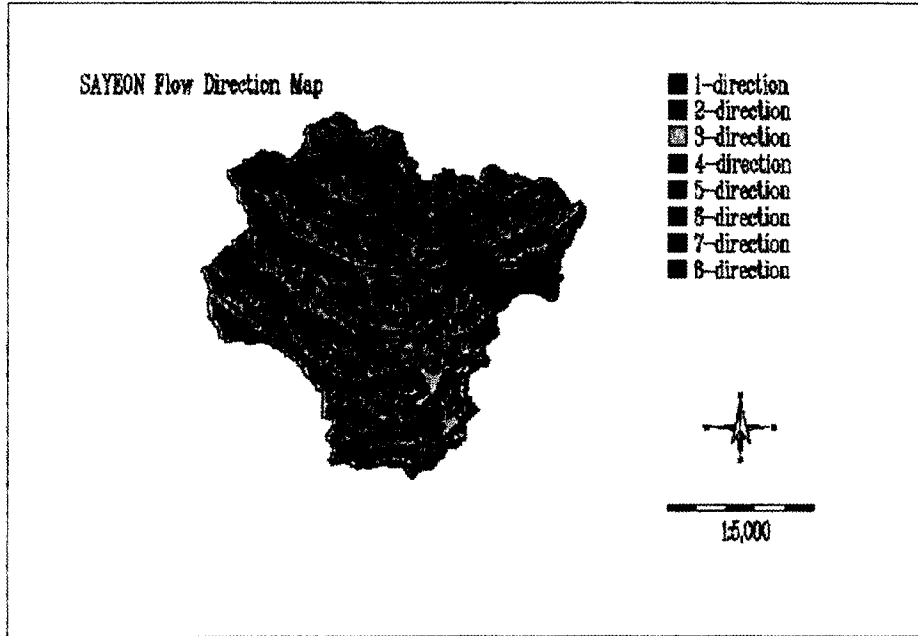 SAYEON Flow Direction Map
1-direction
2-direction
3-direction
4-direction
5-direction
6-direction
7-direction
8-direction
1:5,000